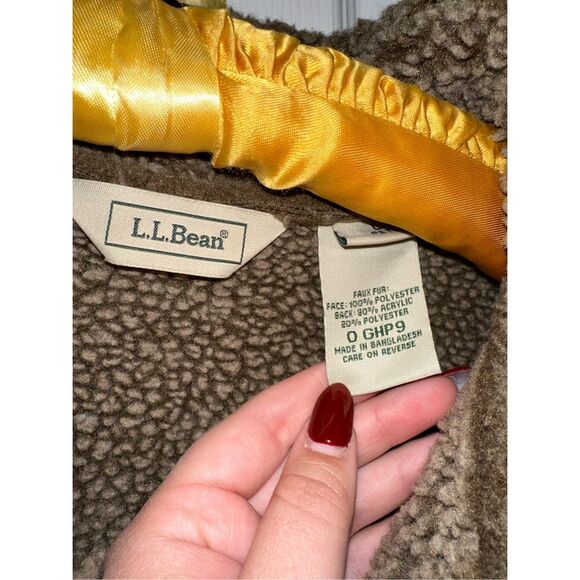 L.L.Bean®
FAUX FUR:
FACE: 100% POLYESTER
BACK: 80% ACRYLIC
20% POLYESTER
0 GHP9
MADE IN BANGLADESH
CARE ON REVERSE